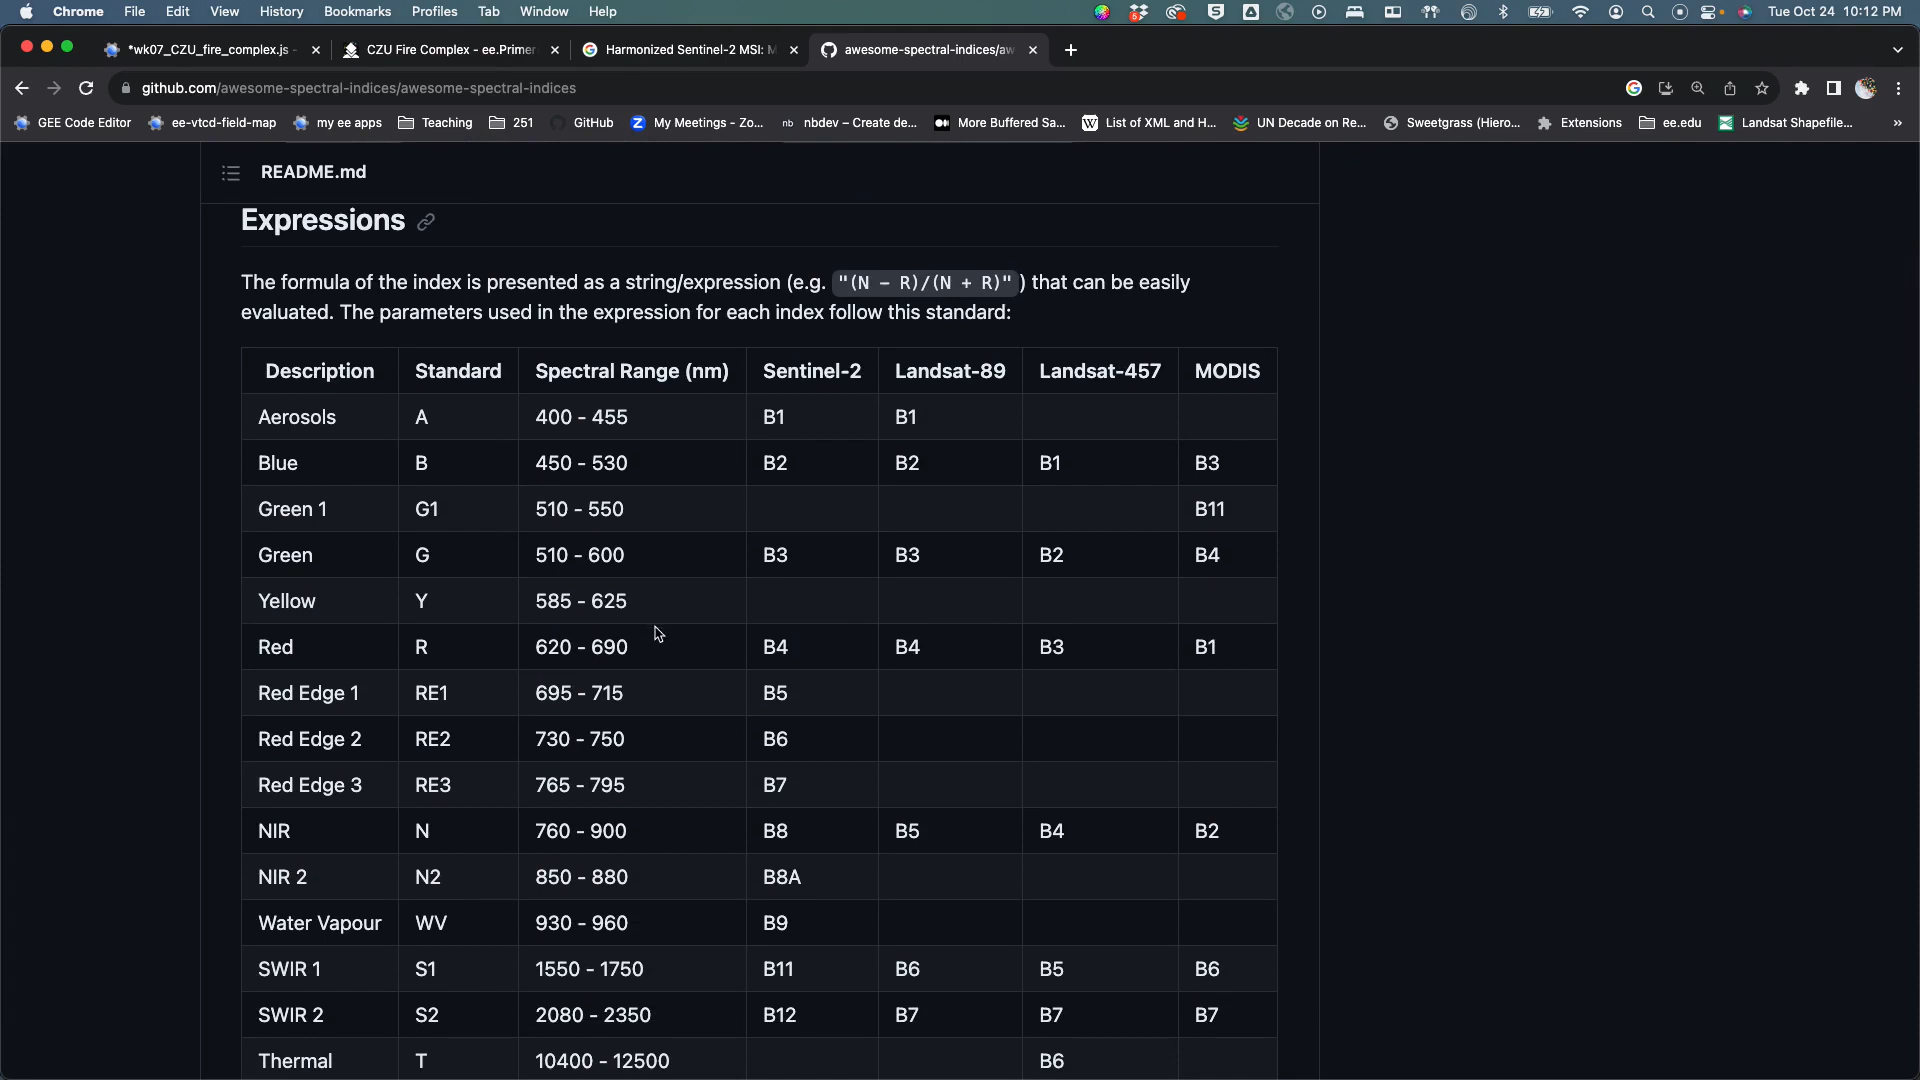 Chrome File Edit View History Bookmarks Profiles Tab Window Help Tue Oct 24 10:12 PM
*wk07_CZU_fire_complex.js - CZU Fire Complex - ee.Primer Harmonized Sentinel-2 MSI: M awesome-spectral-indices/aw
github.com/awesome-spectral-indices/awesome-spectral-indices
GEE Code Editor ee-vtcd-field-map my ee apps Teaching 251 GitHub My Meetings - Zo... nb nbdev – Create de... More Buffered Sa... List of XML and H... UN Decade on Re... Sweetgrass (Hiero... Extensions ee.edu Landsat Shapefile... »
README.md
Expressions
The formula of the index is presented as a string/expression (e.g. "(N - R)/(N + R)") that can be easily
evaluated. The parameters used in the expression for each index follow this standard:
Description Standard Spectral Range (nm) Sentinel-2 Landsat-89 Landsat-457 MODIS
Aerosols A 400 - 455 B1 B1
Blue B 450 - 530 B2 B2 B1 B3
Green 1 G1 510 - 550 B11
Green G 510 - 600 B3 B3 B2 B4
Yellow Y 585 - 625
Red R 620 - 690 B4 B4 B3 B1
Red Edge 1 RE1 695 - 715 B5
Red Edge 2 RE2 730 - 750 B6
Red Edge 3 RE3 765 - 795 B7
NIR N 760 - 900 B8 B5 B4 B2
NIR 2 N2 850 - 880 B8A
Water Vapour WV 930 - 960 B9
SWIR 1 S1 1550 - 1750 B11 B6 B5 B6
SWIR 2 S2 2080 - 2350 B12 B7 B7 B7
Thermal T 10400 - 12500 B6